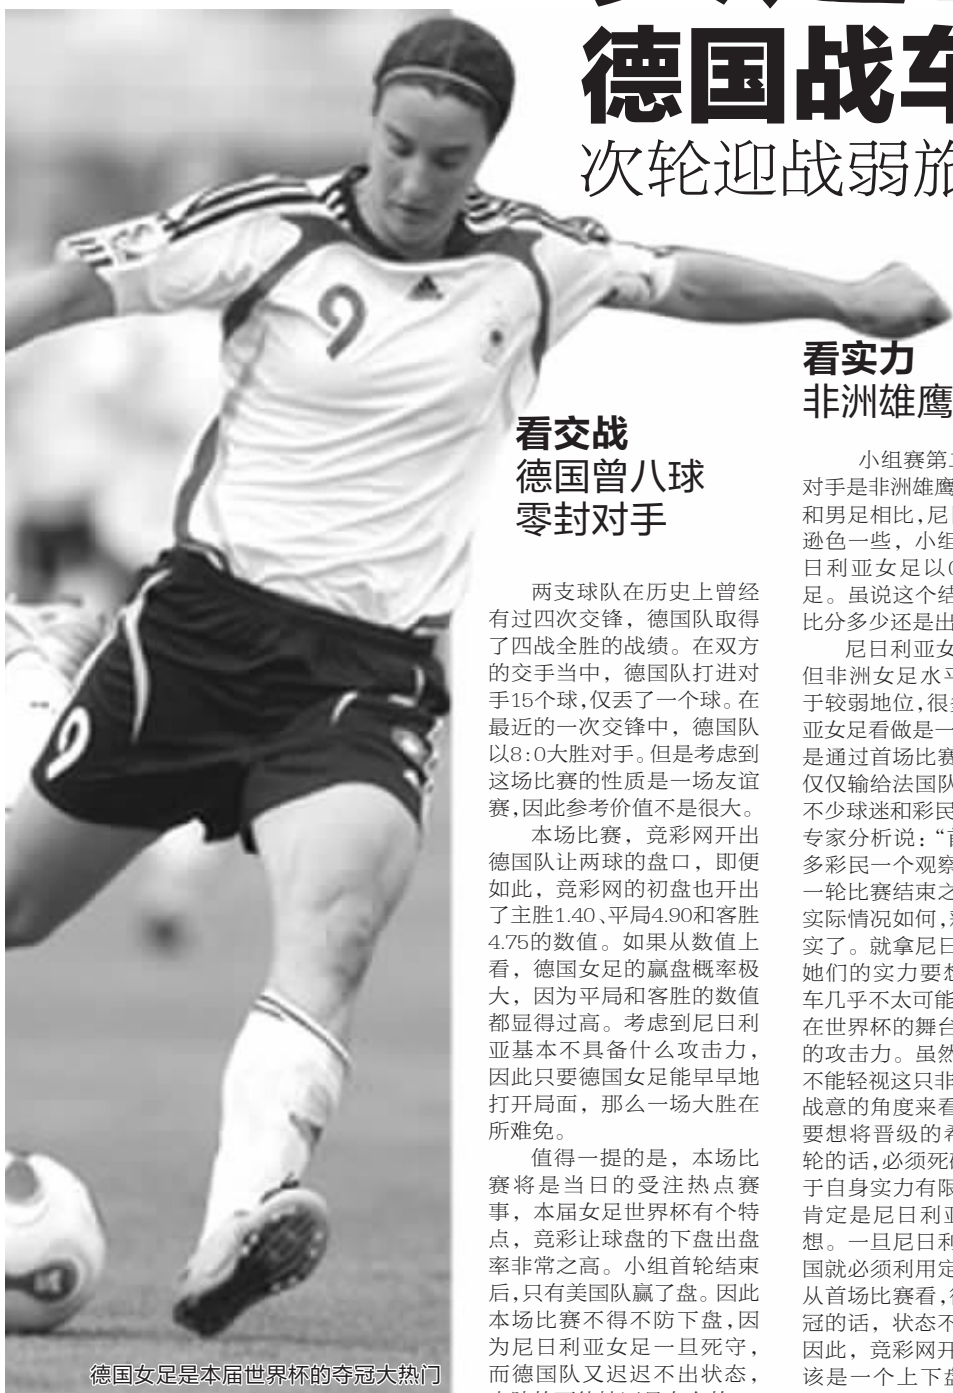 德国战车
次轮迎战弱旅
9
看交战
德国曾八球
零封对手
两支球队在历史上曾经
有过四次交锋，德国队取得
了四战全胜的战绩。在双方
的交手当中，德国队打进对
手15个球,仅丢了一个球。在
最近的一次交锋中，德国队
以8:0大胜对手。但是考虑到
这场比赛的性质是一场友谊
赛,因此参考价值不是很大。
本场比赛，竞彩网开出
德国队让两球的盘口，即便
如此，竞彩网的初盘也开出
了主胜1.40、平局4.90和客胜
4.75的数值。如果从数值上
看，德国女足的赢盘概率极
大，因为平局和客胜的数值
都显得过高。考虑到尼日利
亚基本不具备什么攻击力，
因此只要德国女足能早早地
打开局面，那么一场大胜在
所难免。
值得一提的是，本场比
赛将是当日的受注热点赛
事，本届女足世界杯有个特
点，竞彩让球盘的下盘出盘
率非常之高。小组首轮结束
后,只有美国队赢了盘。因此
本场比赛不得不防下盘,因
为尼日利亚女足一旦死守，
而德国队又迟迟不出状态，
看实力
非洲雄鹰
小组赛第
对手是非洲雄鹰
和男足相比,尼
逊色一些，小组
日利亚女足以
足。虽说这个结
比分多少还是出
尼日利亚女
但非洲女足水平
于较弱地位,很
亚女足看做是一
是通过首场比赛
仅仅输给法国队
不少球迷和彩民
专家分析说：“
多彩民一个观察
一轮比赛结束之
实际情况如何,
实了。就拿尼日
她们的实力要想
车几乎不太可能
在世界杯的舞台
的攻击力。虽然
不能轻视这只非
战意的角度来看
要想将晋级的希
轮的话,必须死
于自身实力有限
肯定是尼日利亚
想。一旦尼日利
国就必须利用定
从首场比赛看,
冠的话，状态不
因此，竞彩网开
该是一个上下盘
9
德国女足是本届世界杯的夺冠大热门